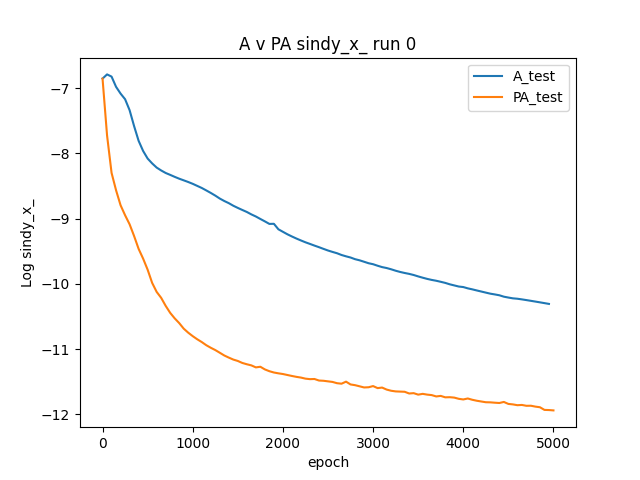 A v PA sindy_x_ run 0
A_test
PA_test
Log sindy_x_
−7
−8
−9
−10
−11
−12
0
1000
2000
3000
4000
5000
epoch